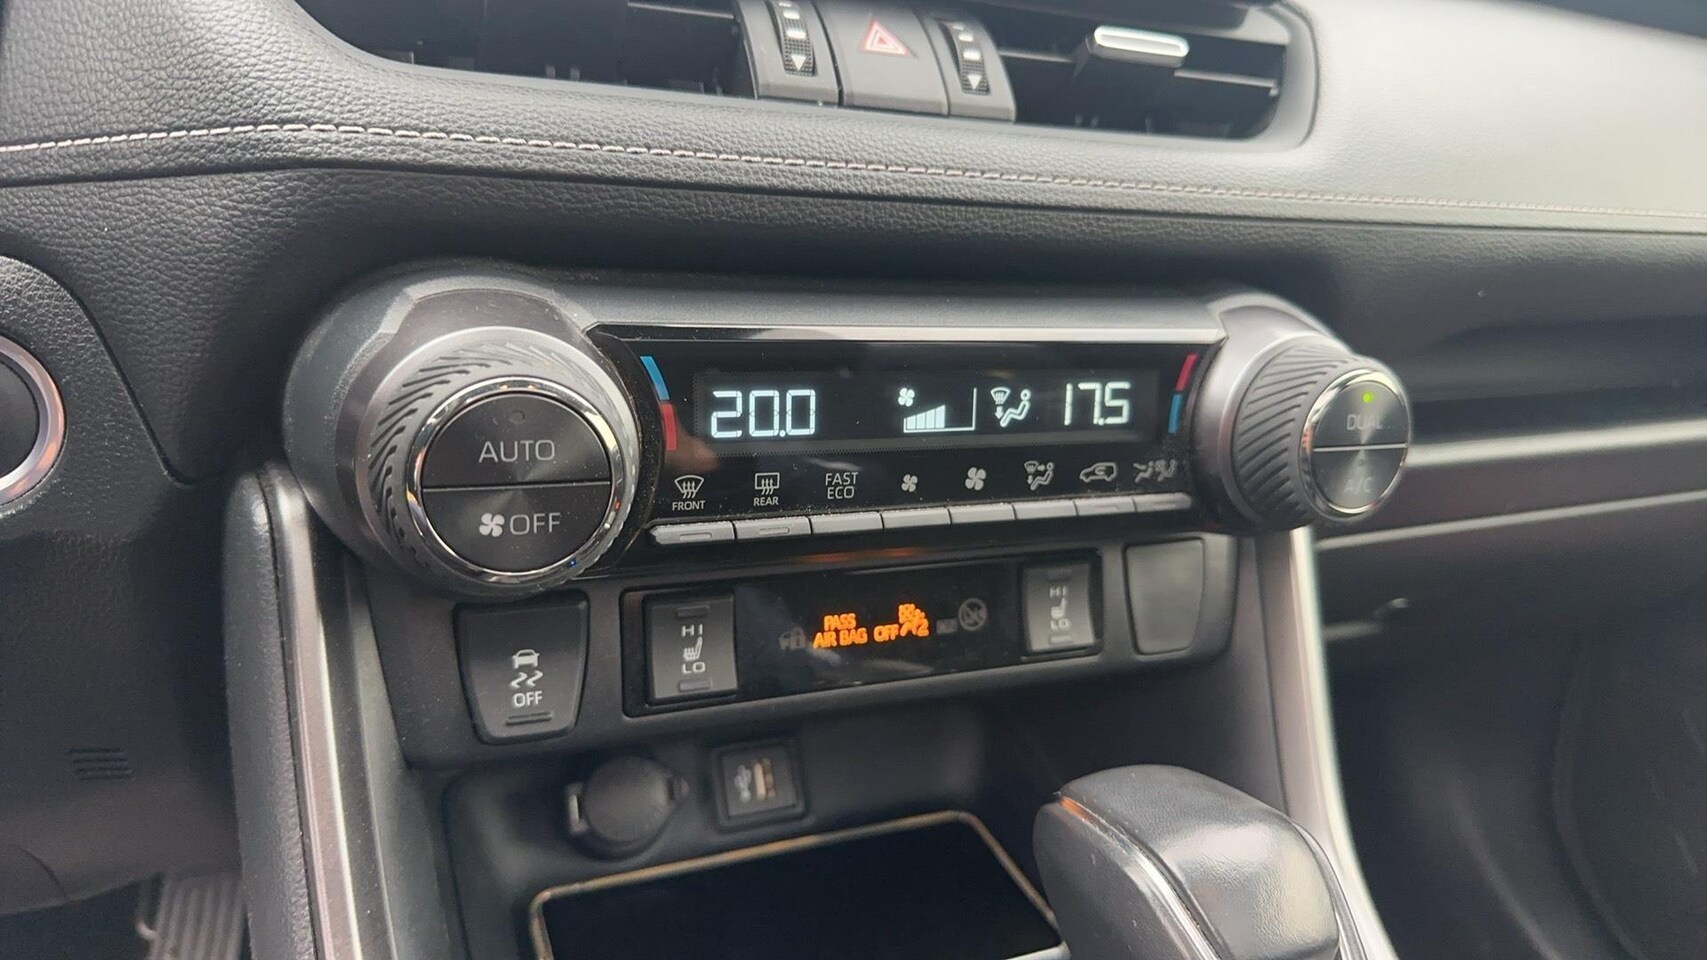 20.0
17.5
AUTO
OFF
DUAL
A/C
FRONT
REAR
FAST
ECO
OFF
HI
LO
PASS
AIR BAG OFF
2
HI
LO